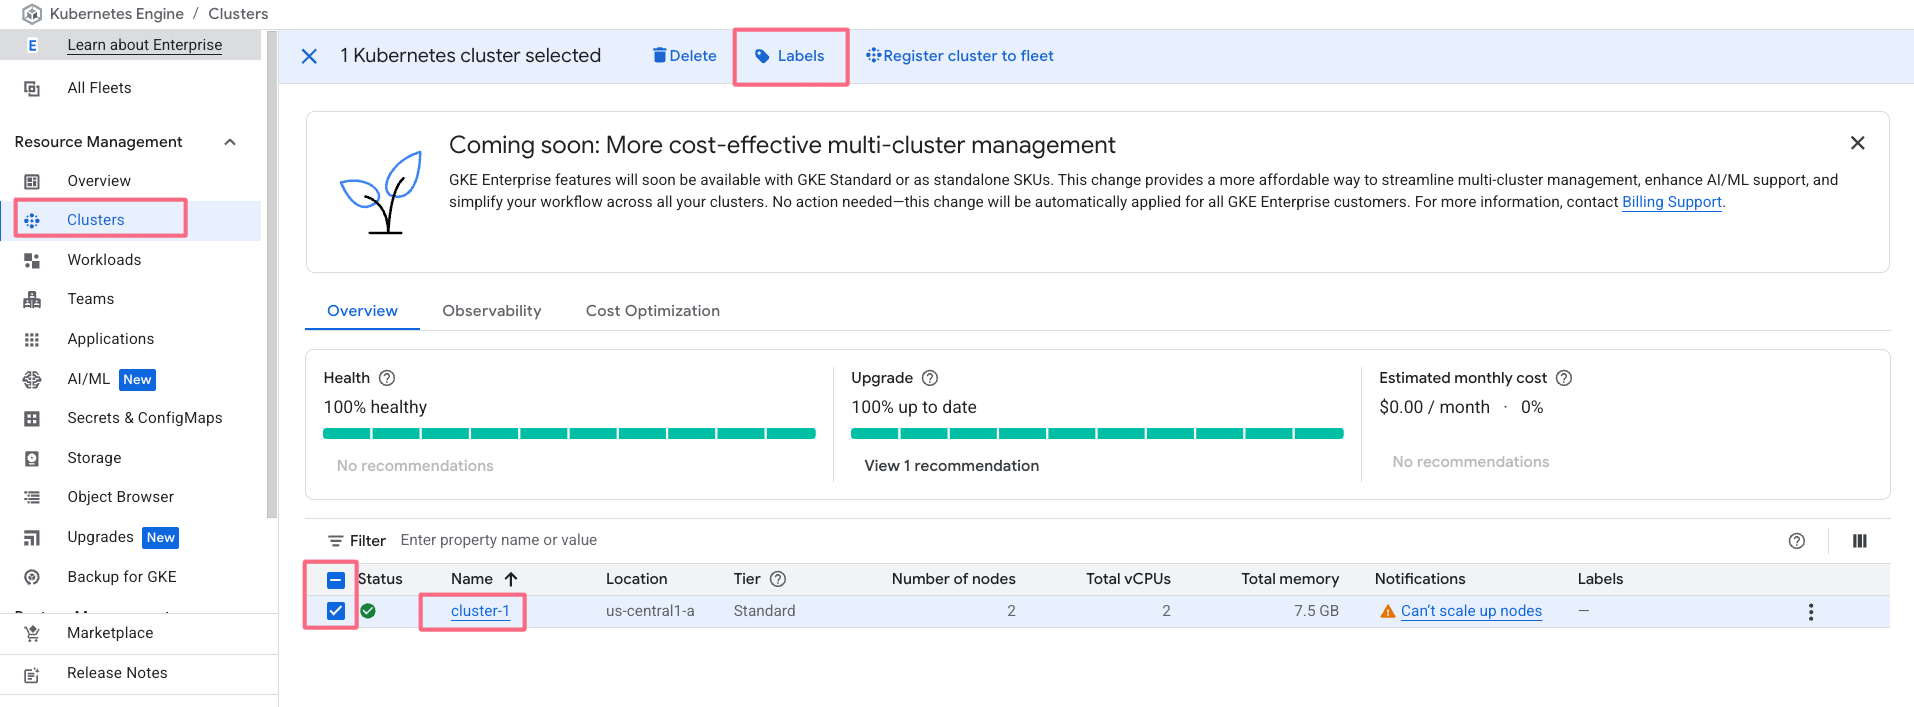 Kubernetes Engine / Clusters
E Learn about Enterprise
All Fleets
Resource Management
Overview
Clusters
Workloads
Teams
Applications
AI/ML New
Secrets & ConfigMaps
Storage
Object Browser
Upgrades New
Backup for GKE
Marketplace
Release Notes
1 Kubernetes cluster selected Delete Labels Register cluster to fleet
Coming soon: More cost-effective multi-cluster management
GKE Enterprise features will soon be available with GKE Standard or as standalone SKUs. This change provides a more affordable way to streamline multi-cluster management, enhance AI/ML support, and
simplify your workflow across all your clusters. No action needed—this change will be automatically applied for all GKE Enterprise customers. For more information, contact Billing Support.
Overview Observability Cost Optimization
Health
100% healthy
No recommendations
Upgrade
100% up to date
View 1 recommendation
Estimated monthly cost
$0.00 / month · 0%
No recommendations
Filter Enter property name or value
Status Name Location Tier Number of nodes Total vCPUs Total memory Notifications Labels
cluster-1 us-central1-a Standard 2 2 7.5 GB Can't scale up nodes —